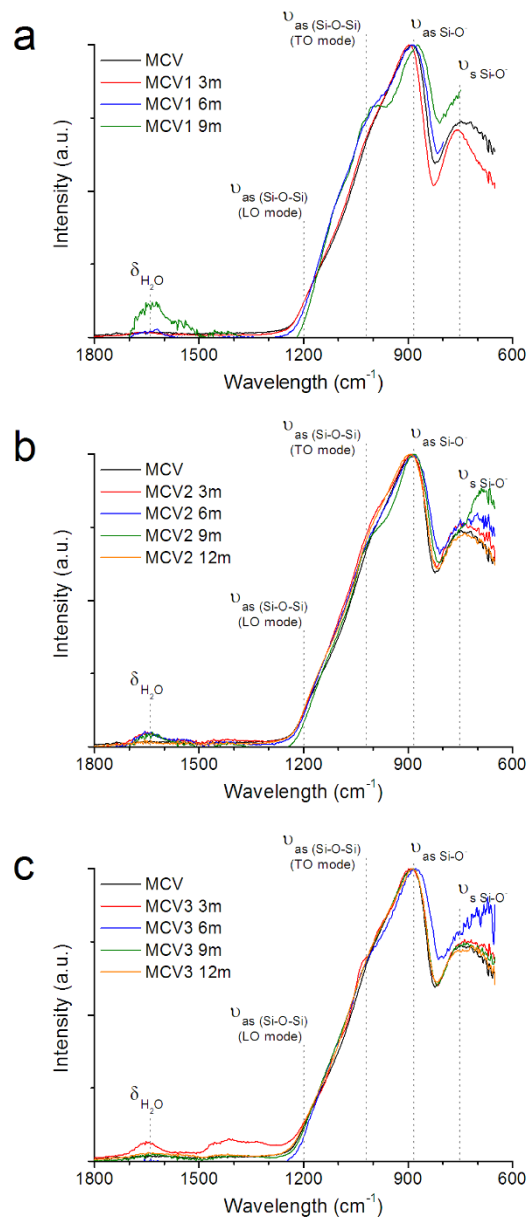 a
υas (Si-O-Si)
(TO mode)
υas Si-O-
υs Si-O-
MCV
MCV1 3m
MCV1 6m
MCV1 9m
υas (Si-O-Si)
(LO mode)
δH2O
Intensity (a.u.)
1800 1500 1200 900 600
Wavelength (cm-1)
b
υas (Si-O-Si)
(TO mode)
υas Si-O-
υs Si-O-
MCV
MCV2 3m
MCV2 6m
MCV2 9m
MCV2 12m
υas (Si-O-Si)
(LO mode)
δH2O
Intensity (a.u.)
1800 1500 1200 900 600
Wavelength (cm-1)
c
υas (Si-O-Si)
(TO mode)
υas Si-O-
υs Si-O-
MCV
MCV3 3m
MCV3 6m
MCV3 9m
MCV3 12m
υas (Si-O-Si)
(LO mode)
δH2O
Intensity (a.u.)
1800 1500 1200 900 600
Wavelength (cm-1)